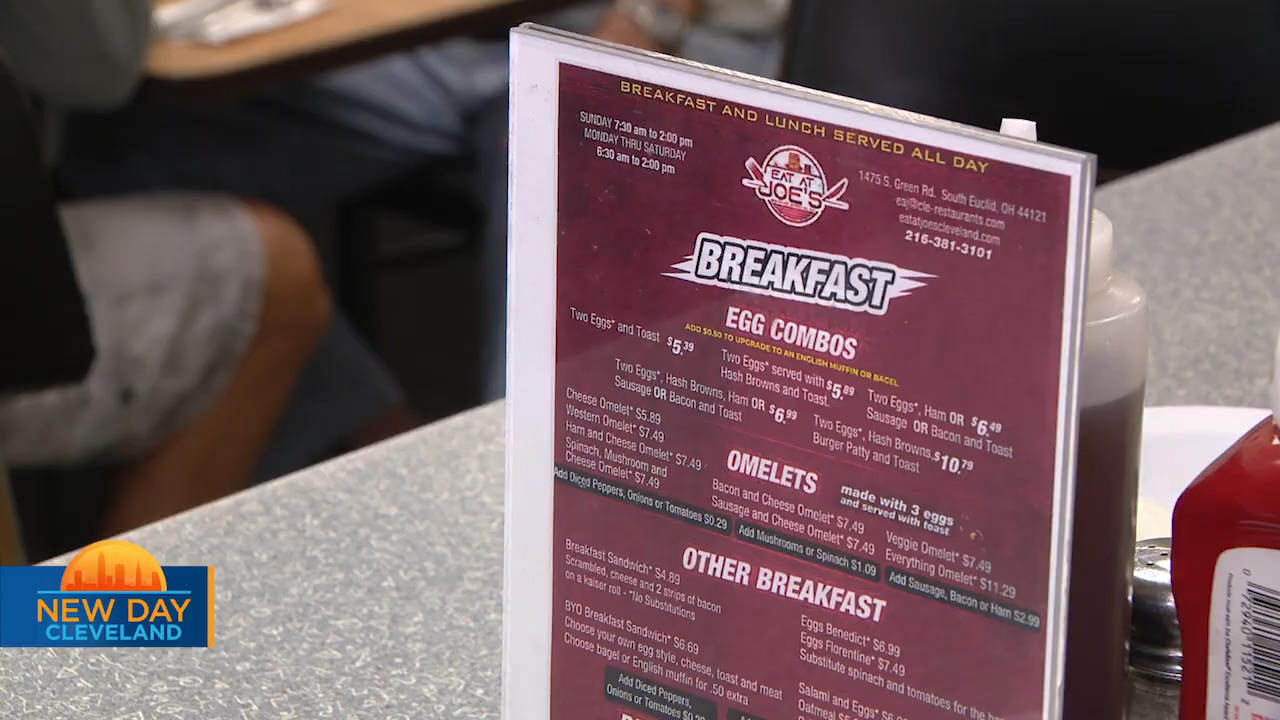 BREAKFAST AND LUNCH SERVED ALL DAY
SUNDAY 7:30 am to 2:00 pm
MONDAY THRU SATURDAY
6:30 am to 2:00 pm
EAT AT
JOE'S
1475 S. Green Rd. South Euclid, OH 44121
eaj@cle-restaurants.com
eatatjoescleveland.com
216-381-3101
BREAKFAST
EGG COMBOS
ADD $0.50 TO UPGRADE TO AN ENGLISH MUFFIN OR BAGEL
Two Eggs* and Toast $5.39
Two Eggs* served with $5.89
Hash Browns and Toast
Two Eggs*, Ham OR $6.49
Sausage OR Bacon and Toast
Two Eggs*, Hash Browns, Ham OR $6.99
Sausage OR Bacon and Toast
Two Eggs*, Hash Browns, $10.79
Burger Patty and Toast
OMELETS
made with 3 eggs
and served with toast
Cheese Omelet* $5.89
Western Omelet* $7.49
Ham and Cheese Omelet* $7.49
Spinach, Mushroom and
Cheese Omelet* $7.49
Bacon and Cheese Omelet* $7.49
Sausage and Cheese Omelet* $7.49
Veggie Omelet* $7.49
Everything Omelet* $11.29
Add Diced Peppers, Onions or Tomatoes $0.29
Add Mushrooms or Spinach $1.09
Add Sausage, Bacon or Ham $2.99
OTHER BREAKFAST
Breakfast Sandwich* $4.89
Scrambled, cheese and 2 strips of bacon
on a kaiser roll - *No Substitutions
BYO Breakfast Sandwich* $6.69
Choose your own egg style, cheese, toast and meat
Choose bagel or English muffin for .50 extra
Add Diced Peppers,
Onions or Tomatoes
Eggs Benedict* $6.99
Eggs Florentine* $7.49
Substitute spinach and tomatoes for the
Salami and Eggs*
Oatmeal
NEW DAY
CLEVELAND